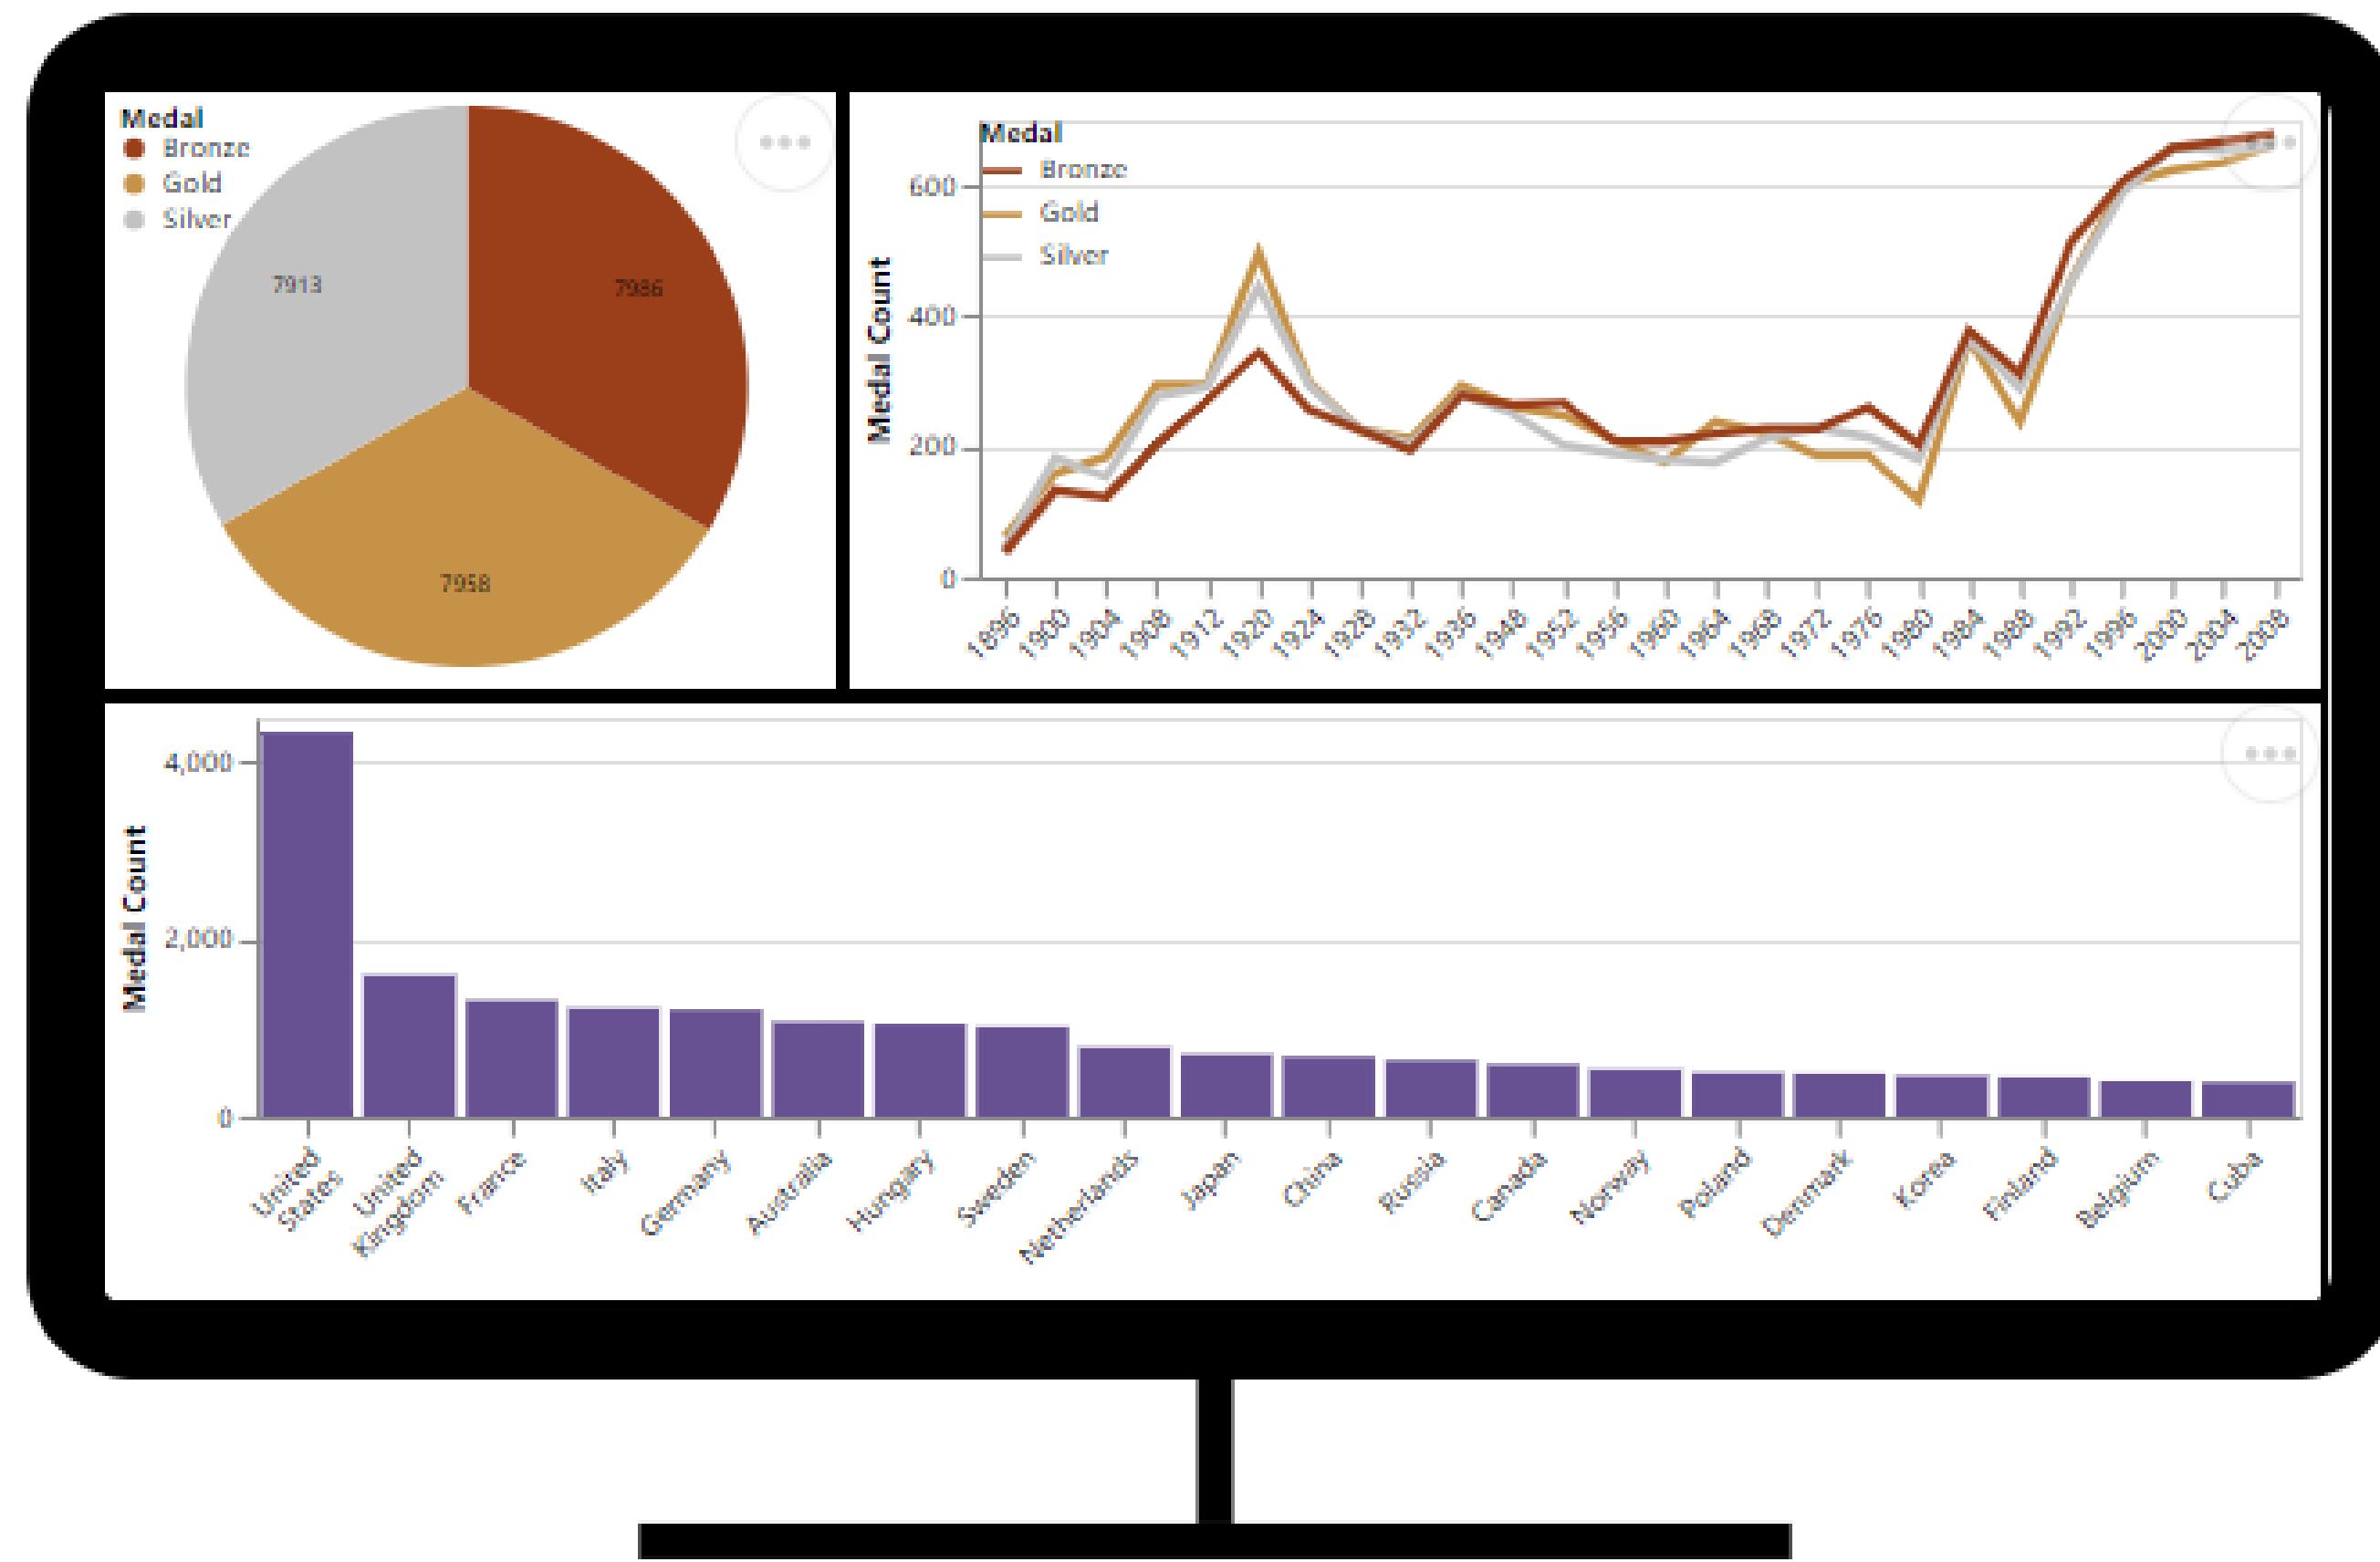 Medal
Bronze
Gold
Silver
7913
7986
7958
Medal
Bronze
Gold
Silver
Medal Count
600
400
200
0
1896 1900 1904 1908 1912 1920 1924 1928 1932 1936 1948 1952 1956 1960 1964 1968 1972 1976 1980 1984 1988 1992 1996 2000 2004 2008
Medal Count
4,000
2,000
0
United States
United Kingdom
France
Italy
Germany
Australia
Hungary
Sweden
Netherlands
Japan
China
Russia
Canada
Norway
Poland
Denmark
Korea
Finland
Belgium
Cuba